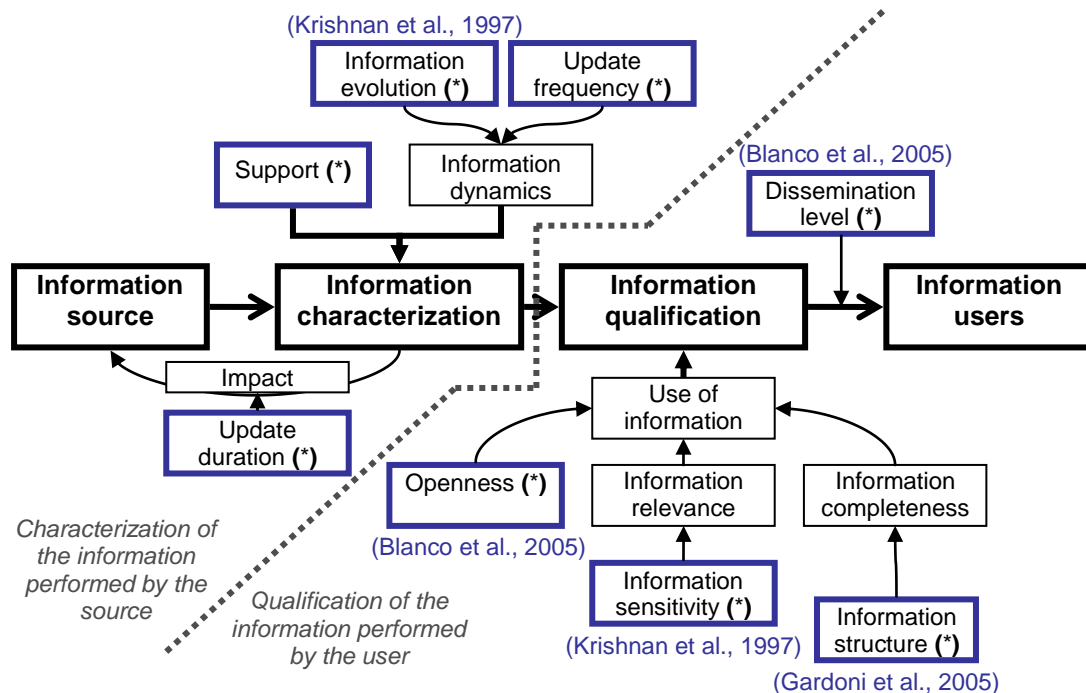 (Krishnan et al., 1997)
Information
evolution (*)
Update
frequency (*)
Support (*)
Information
dynamics
(Blanco et al., 2005)
Dissemination
level (*)
Information
source
Information
characterization
Information
qualification
Information
users
Impact
Update
duration (*)
Use of
information
Openness (*)
(Blanco et al., 2005)
Information
relevance
Information
completeness
Information
sensitivity (*)
(Krishnan et al., 1997)
Information
structure (*)
(Gardoni et al., 2005)
Characterization of
the information
performed by the
source
Qualification of the
information performed
by the user